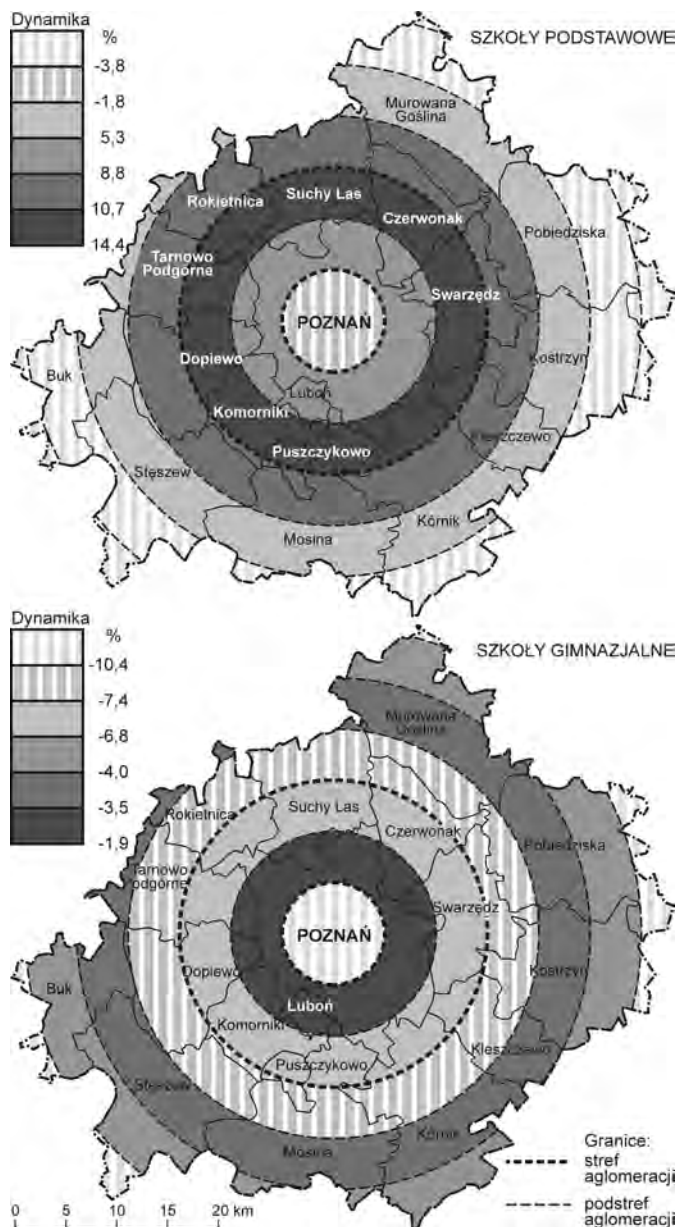 Dynamika
%
-3,8
-1,8
5,3
8,8
10,7
14,4
SZKOŁY PODSTAWOWE
Murowana
Goślina
Rokietnica
Suchy Las
Czerwonak
Pobiedziska
Tarnowo
Podgórne
Swarzędz
POZNAŃ
Buk
Dopiewo
Kostrzyn
Luboń
Komorniki
Kleszczewo
Puszczykowo
Stęszew
Kórnik
Mosina
Dynamika
%
-10,4
-7,4
-6,8
-4,0
-3,5
-1,9
SZKOŁY GIMNAZJALNE
Murowana
Goślina
Rokietnica
Suchy Las
Czerwonak
Pobiedziska
Tarnowo
Podgórne
Swarzędz
POZNAŃ
Buk
Dopiewo
Kostrzyn
Luboń
Komorniki
Kleszczewo
Puszczykowo
Stęszew
Kórnik
Mosina
Granice:
stref
aglomeracji
podstref
aglomeracji
0 5 10 15 20 km